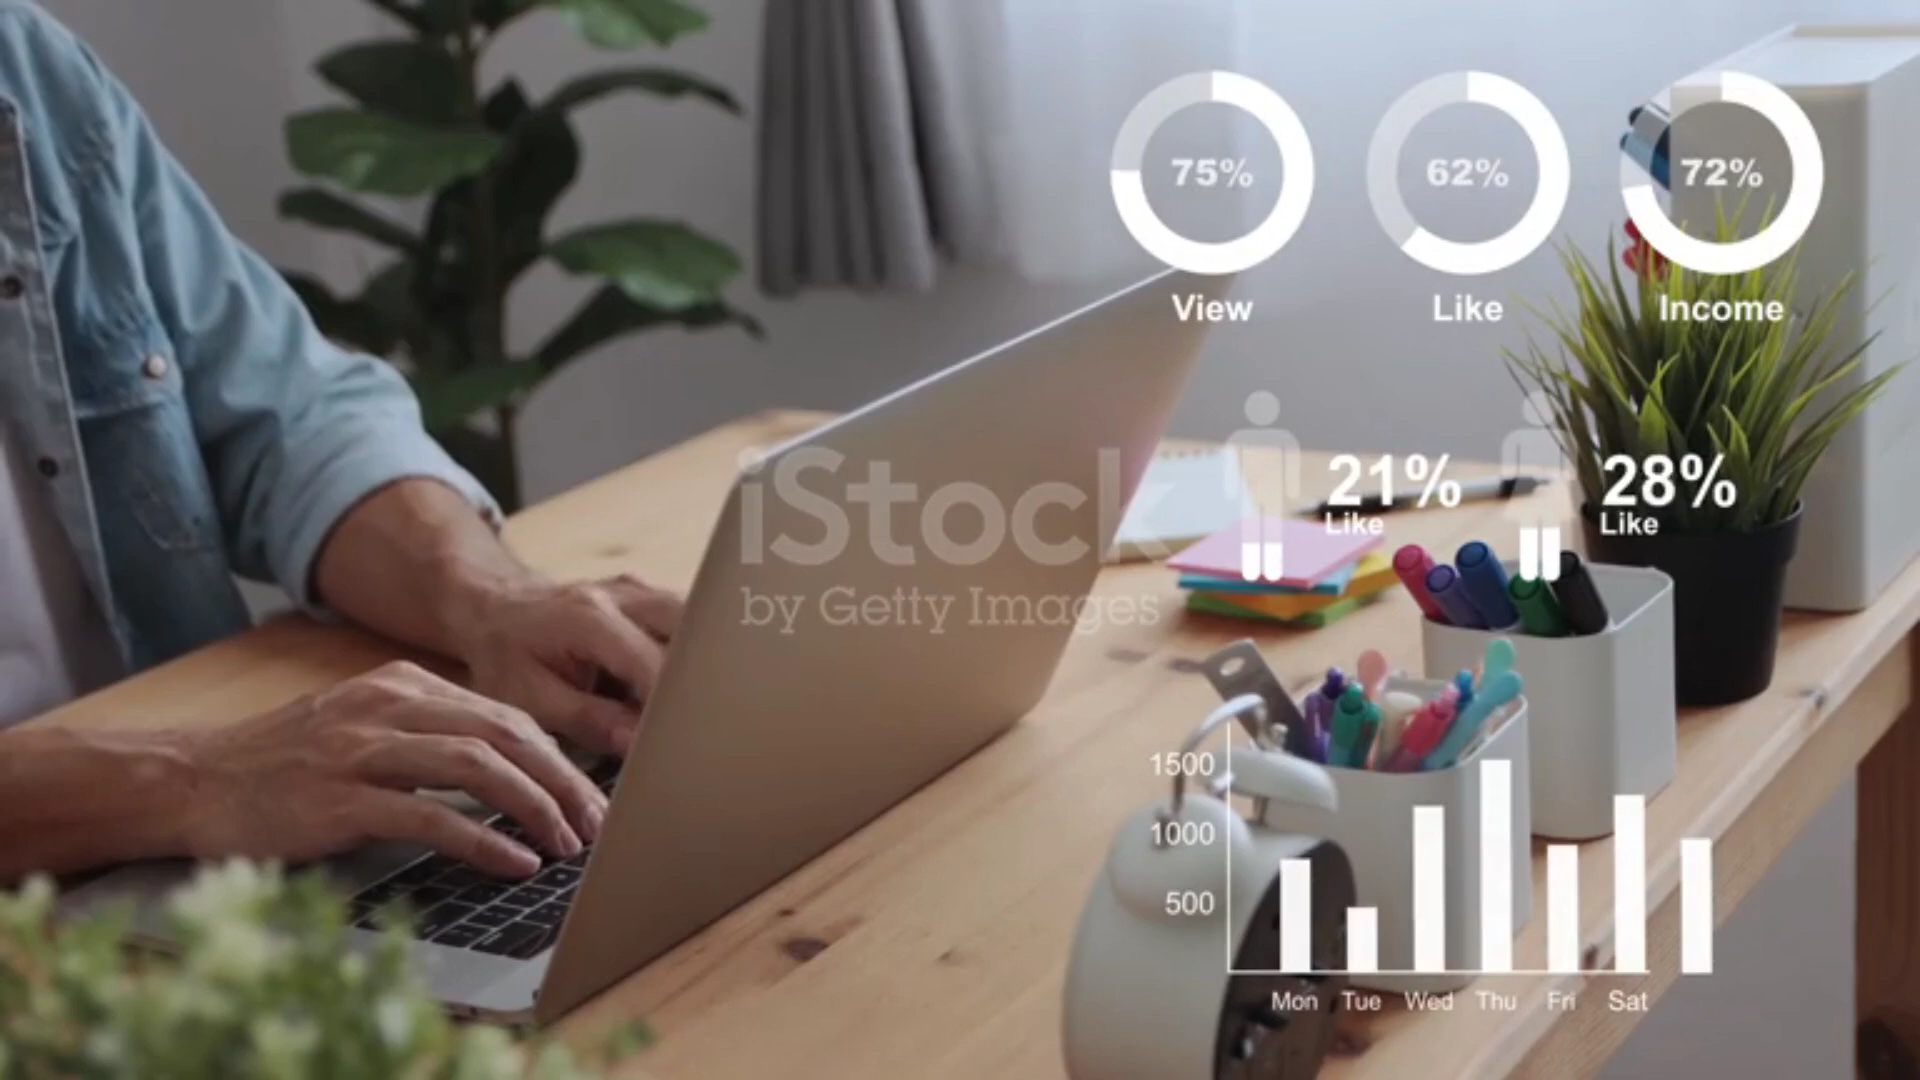 75%
62%
72%
View
Like
Income
21%
Like
28%
Like
iStock
by Getty Images
1500
1000
500
Mon Tue Wed Thu Fri Sat